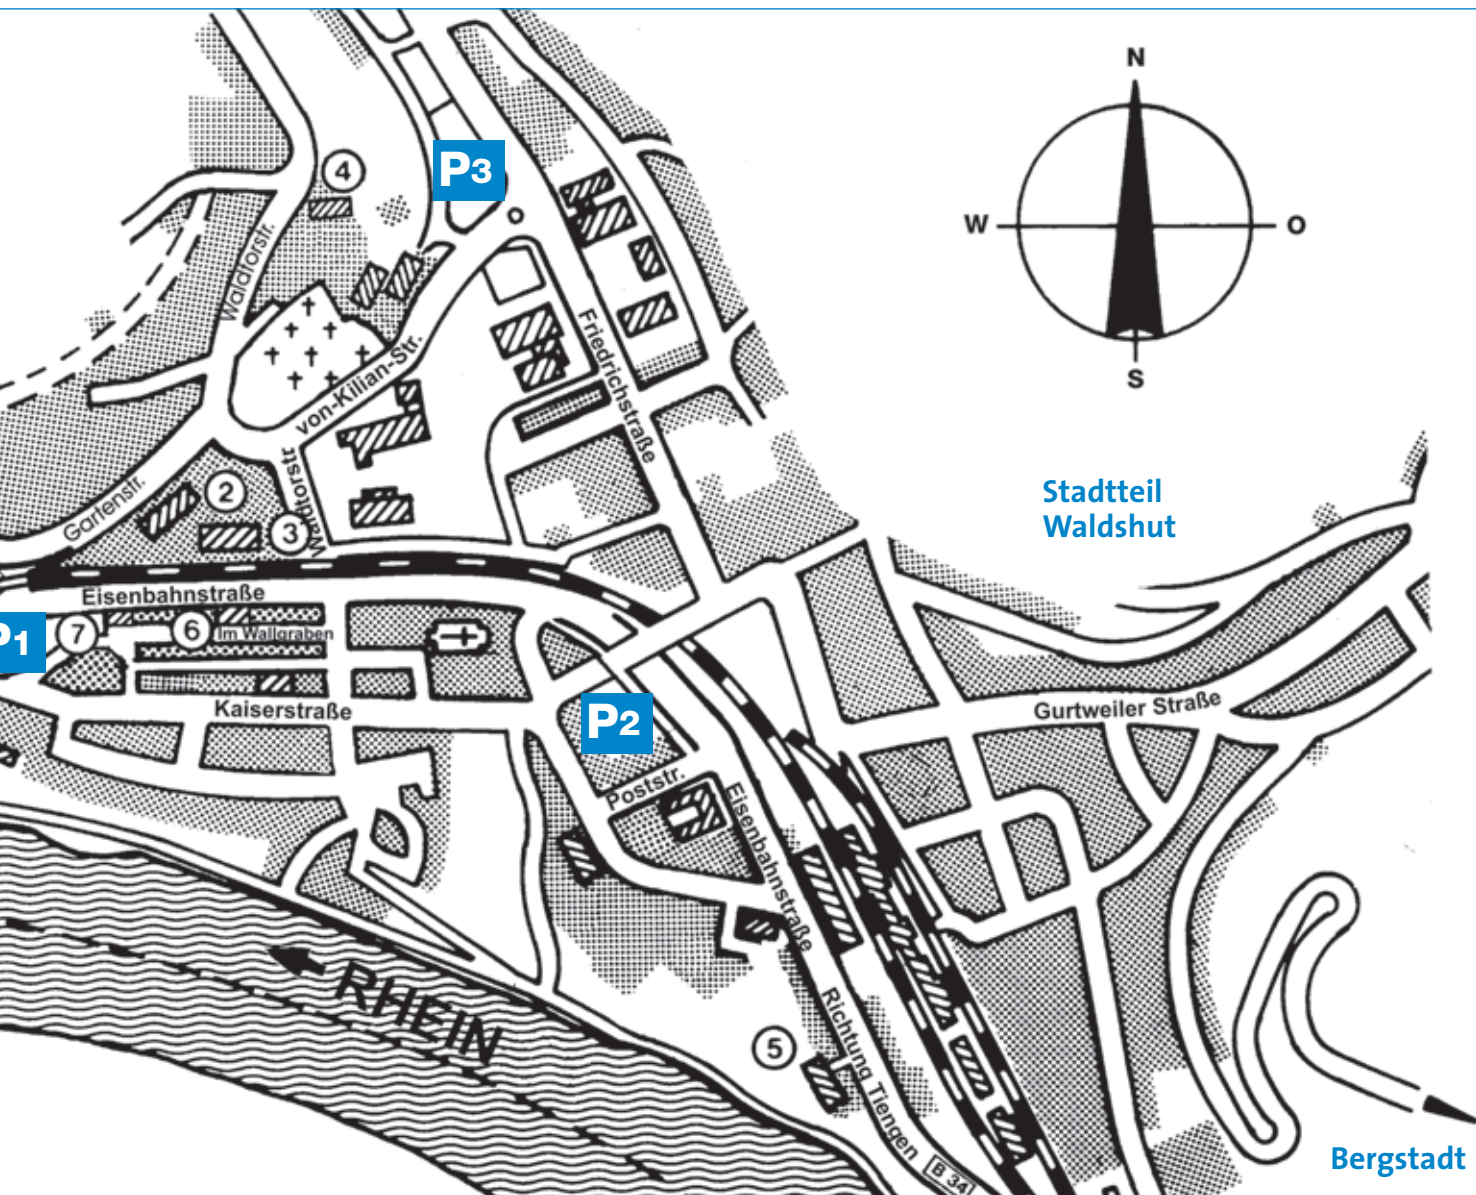 N
W
O
S
4
P3
Waldtorstr.
von-Kilian-Str.
Friedrichstraße
Waldtorstr
2
3
Gartenstr.
Stadtteil
Waldshut
Eisenbahnstraße
P1
7
6
Im Wallgraben
Kaiserstraße
P2
Gurtweiler Straße
Poststr.
Eisenbahnstraße
RHEIN
5
Richtung Tiengen
B 34
Bergstadt